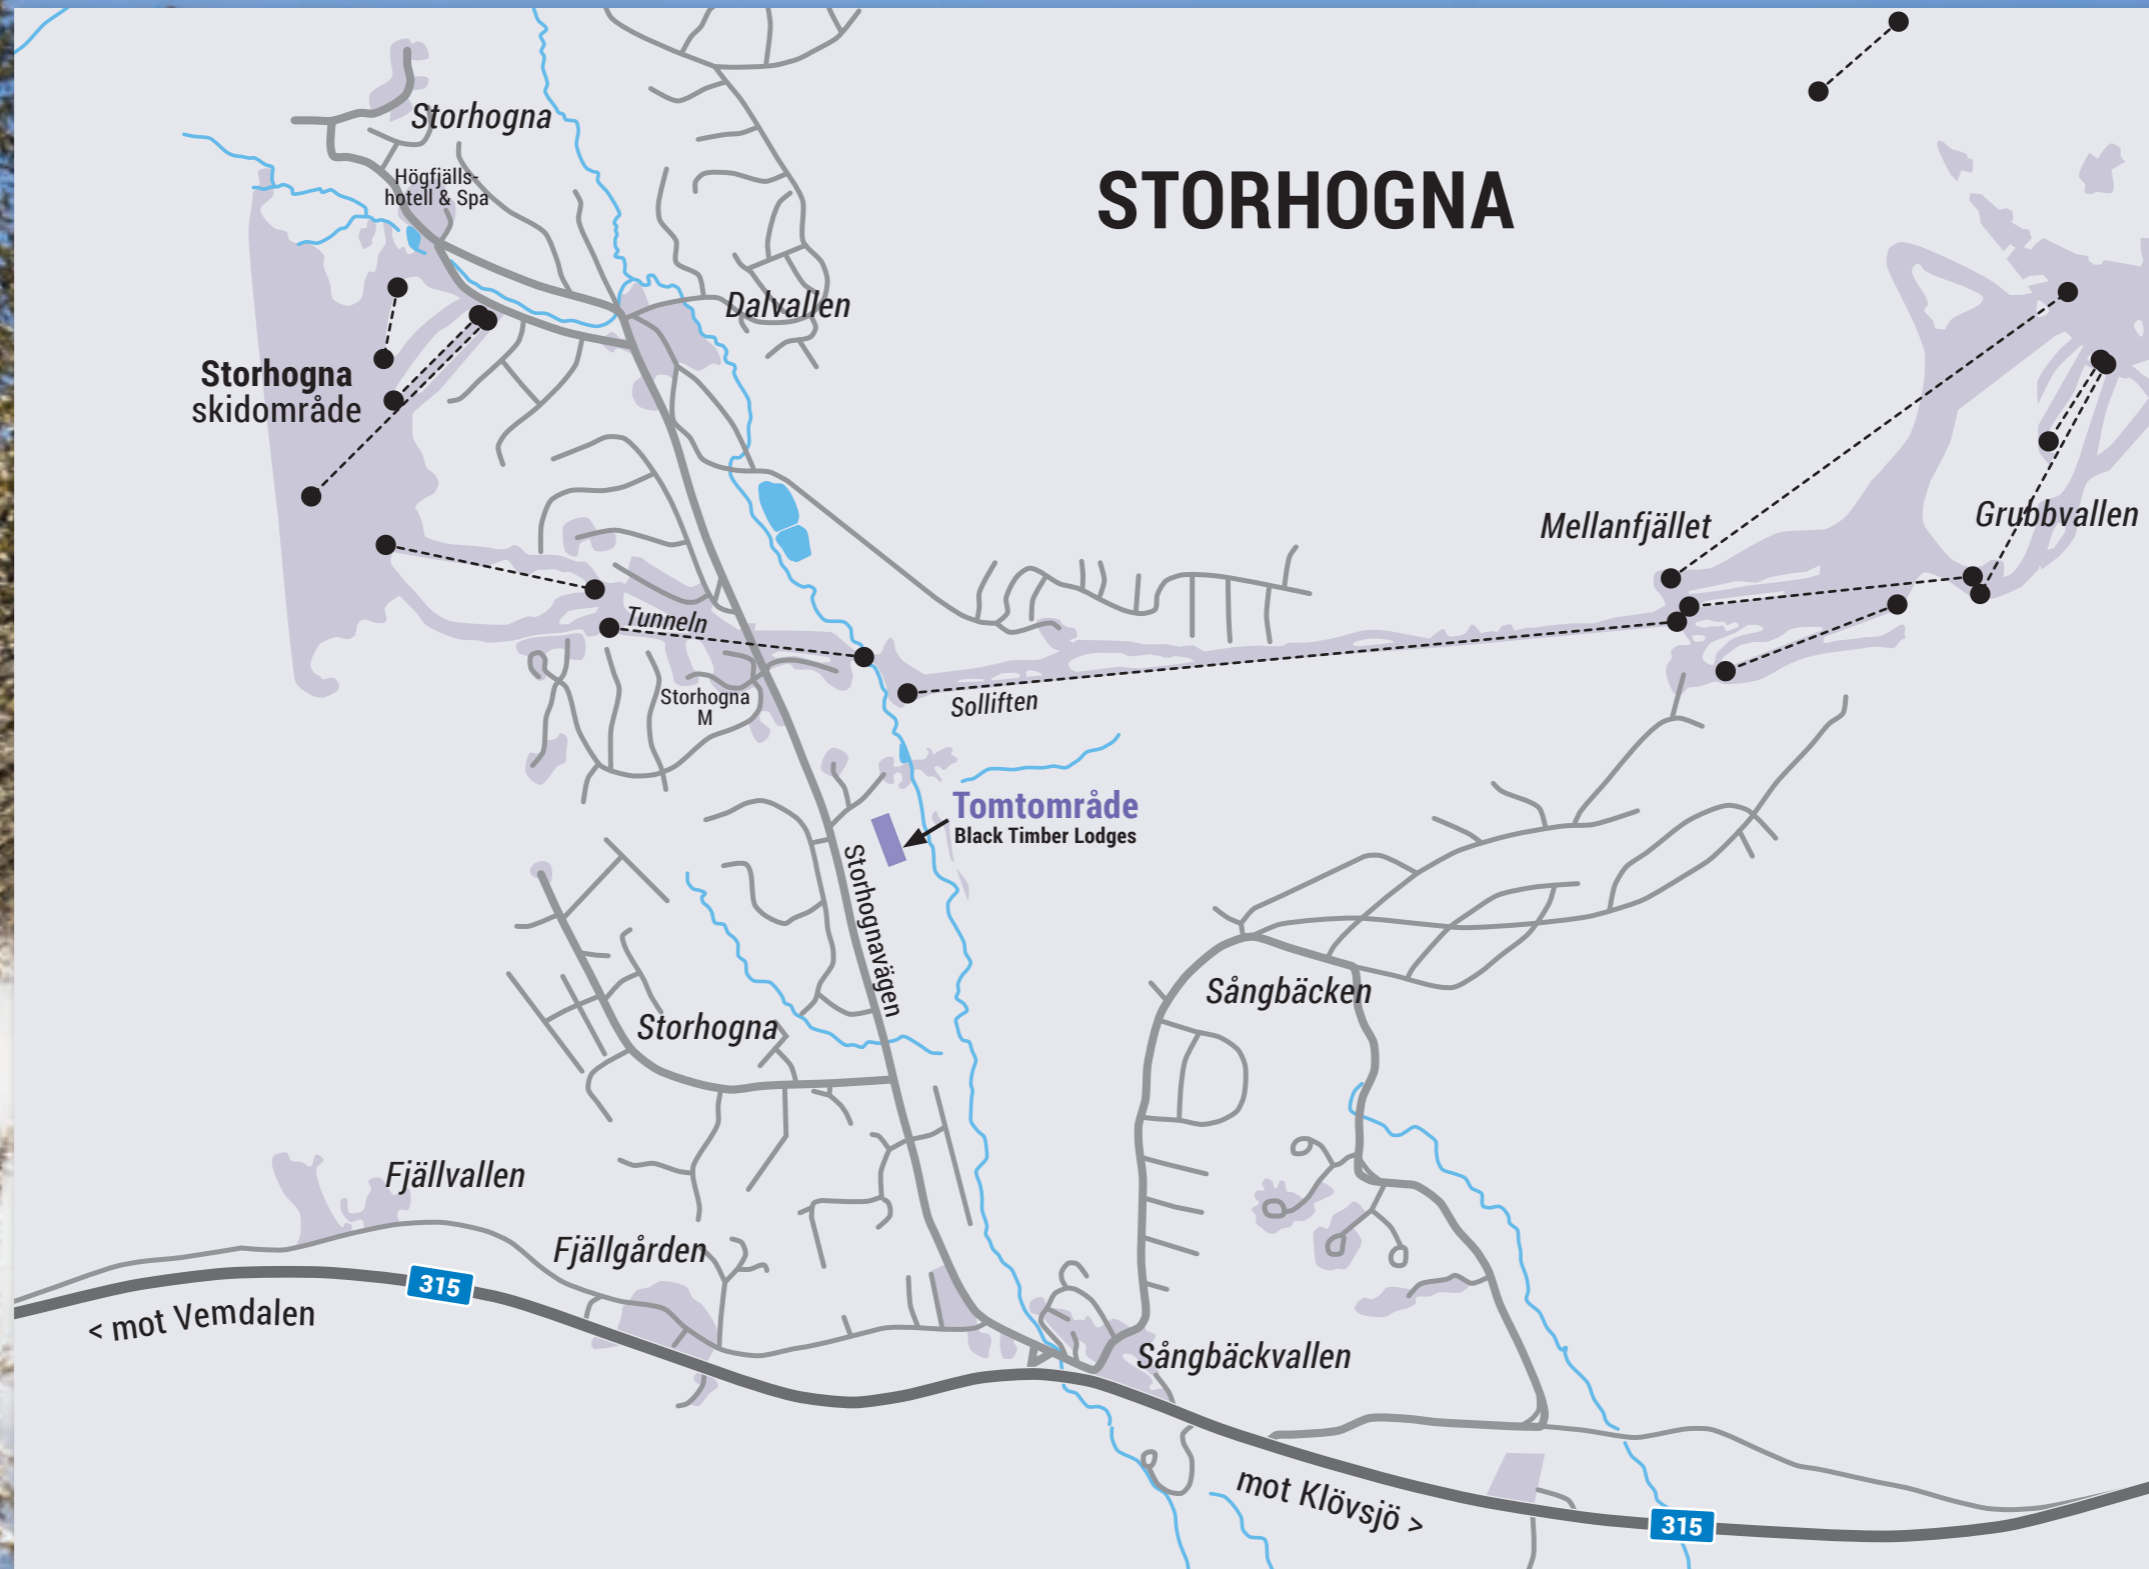 Storhogna
Högfjälls-
hotell & Spa
STORHOGNA
Dalvallen
Storhogna
skidområde
Mellanfjället
Grubbvallen
Tunneln
Storhogna
M
Solliften
Tomtområde
Black Timber Lodges
Storhognavägen
Sångbäcken
Storhogna
Fjällvallen
Fjällgården
315
< mot Vemdalen
Sångbäckvallen
mot Klövsjö >
315